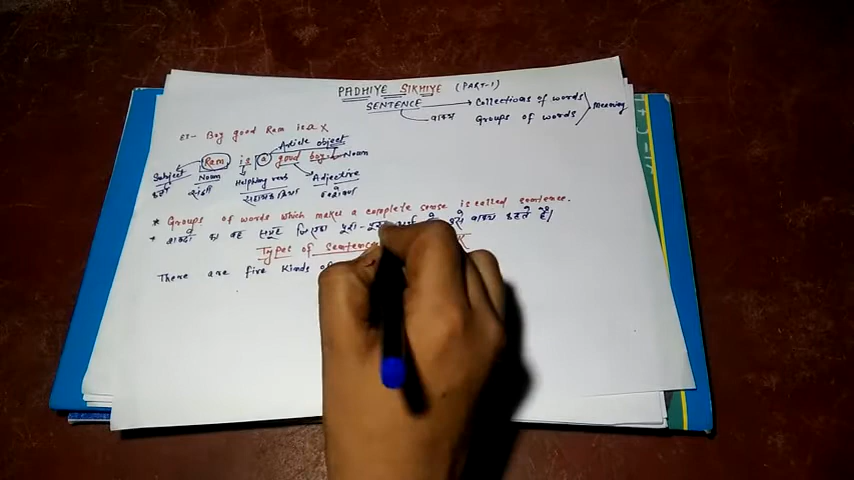 PADHIYE SIKHIYE (PART-1)
SENTENCE → Collections of words
वाक्य Groups of words Meaning
Ex- Boy good Ram is a X
Article object
Ram is a good boy Noun
Subject Noun Helping verb Adjective
कर्ता संज्ञा सहायक क्रिया विशेषण
* Groups of words which makes a complete sense is called sentence.
* का वह समूह जिसका पूरा- उसे वाक्य कहते हैं।
Types of Sentence
There are five kinds of